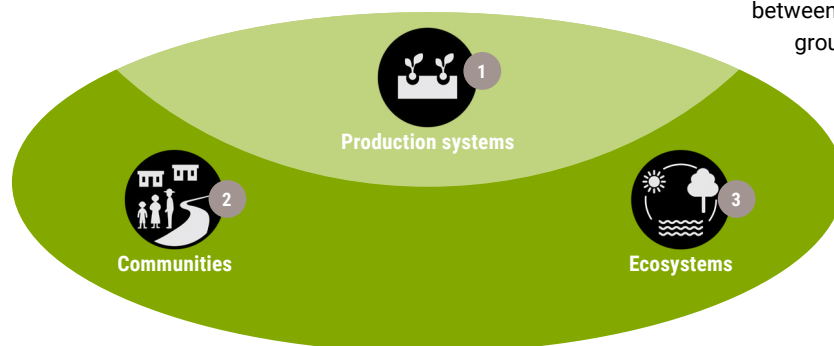 between
grou
1
Production systems
2
Communities
3
Ecosystems